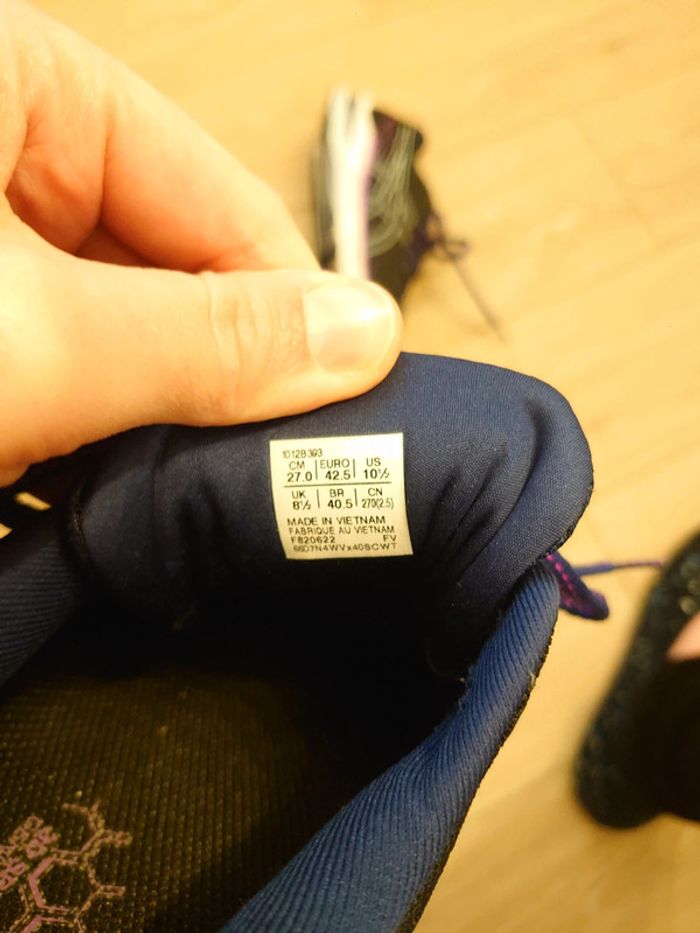 1012B393
CM EURO US
27.0 42.5 10½
UK BR CN
8½ 40.5 270(2.5)
MADE IN VIETNAM
FABRIQUE AU VIETNAM
F820622 FV